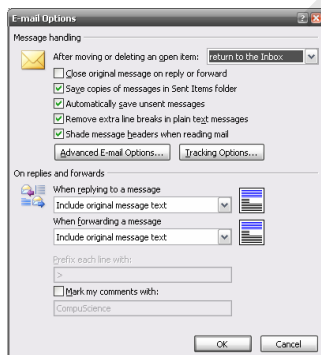 E-mail Options
Message handling
After moving or deleting an open item: return to the Inbox
Close original message on reply or forward
Save copies of messages in Sent Items folder
Automatically save unsent messages
Remove extra line breaks in plain text messages
Shade message headers when reading mail
Advanced E-mail Options... Tracking Options...
On replies and forwards
When replying to a message
Include original message text
When forwarding a message
Include original message text
Prefix each line with:
>
Mark my comments with:
CompuScience
OK Cancel